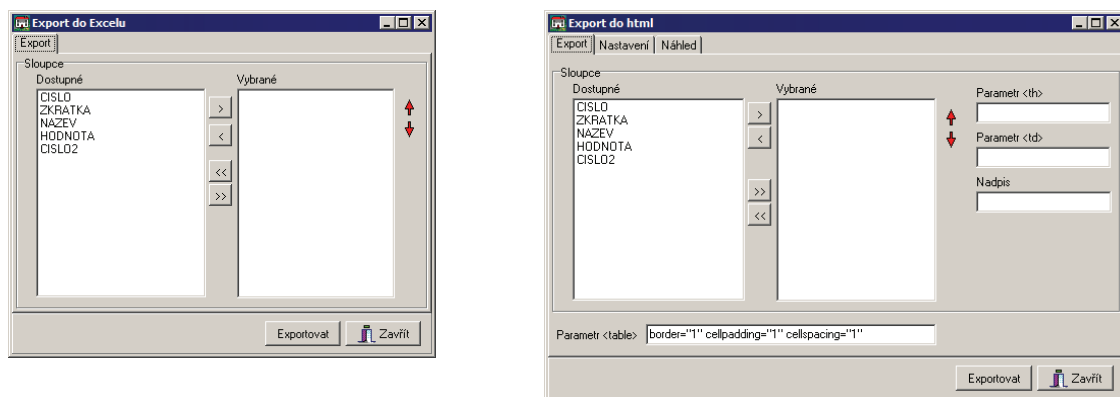 Export do Excelu
Export
Sloupce
Dostupné
Vybrané
CISLO
ZKRATKA
NAZEV
HODNOTA
CISLO2
>
<
<<
>>
Exportovat
Zavřít
Export do html
Export Nastavení Náhled
Sloupce
Dostupné
Vybrané
CISLO
ZKRATKA
NAZEV
HODNOTA
CISLO2
>
<
>>
<<
Parametr <th>
Parametr <td>
Nadpis
Parametr <table> border="1" cellpadding="1" cellspacing="1"
Exportovat
Zavřít